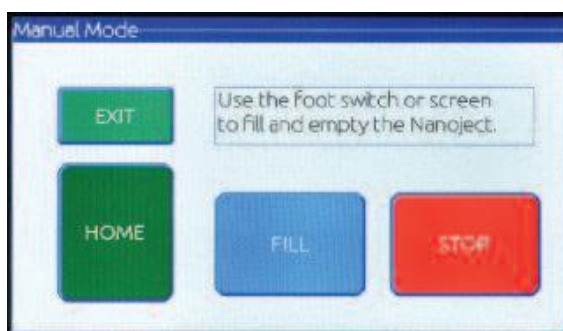 Manual Mode
EXIT
Use the foot switch or screen
to fill and empty the Nanoject.
HOME
FILL
STOP